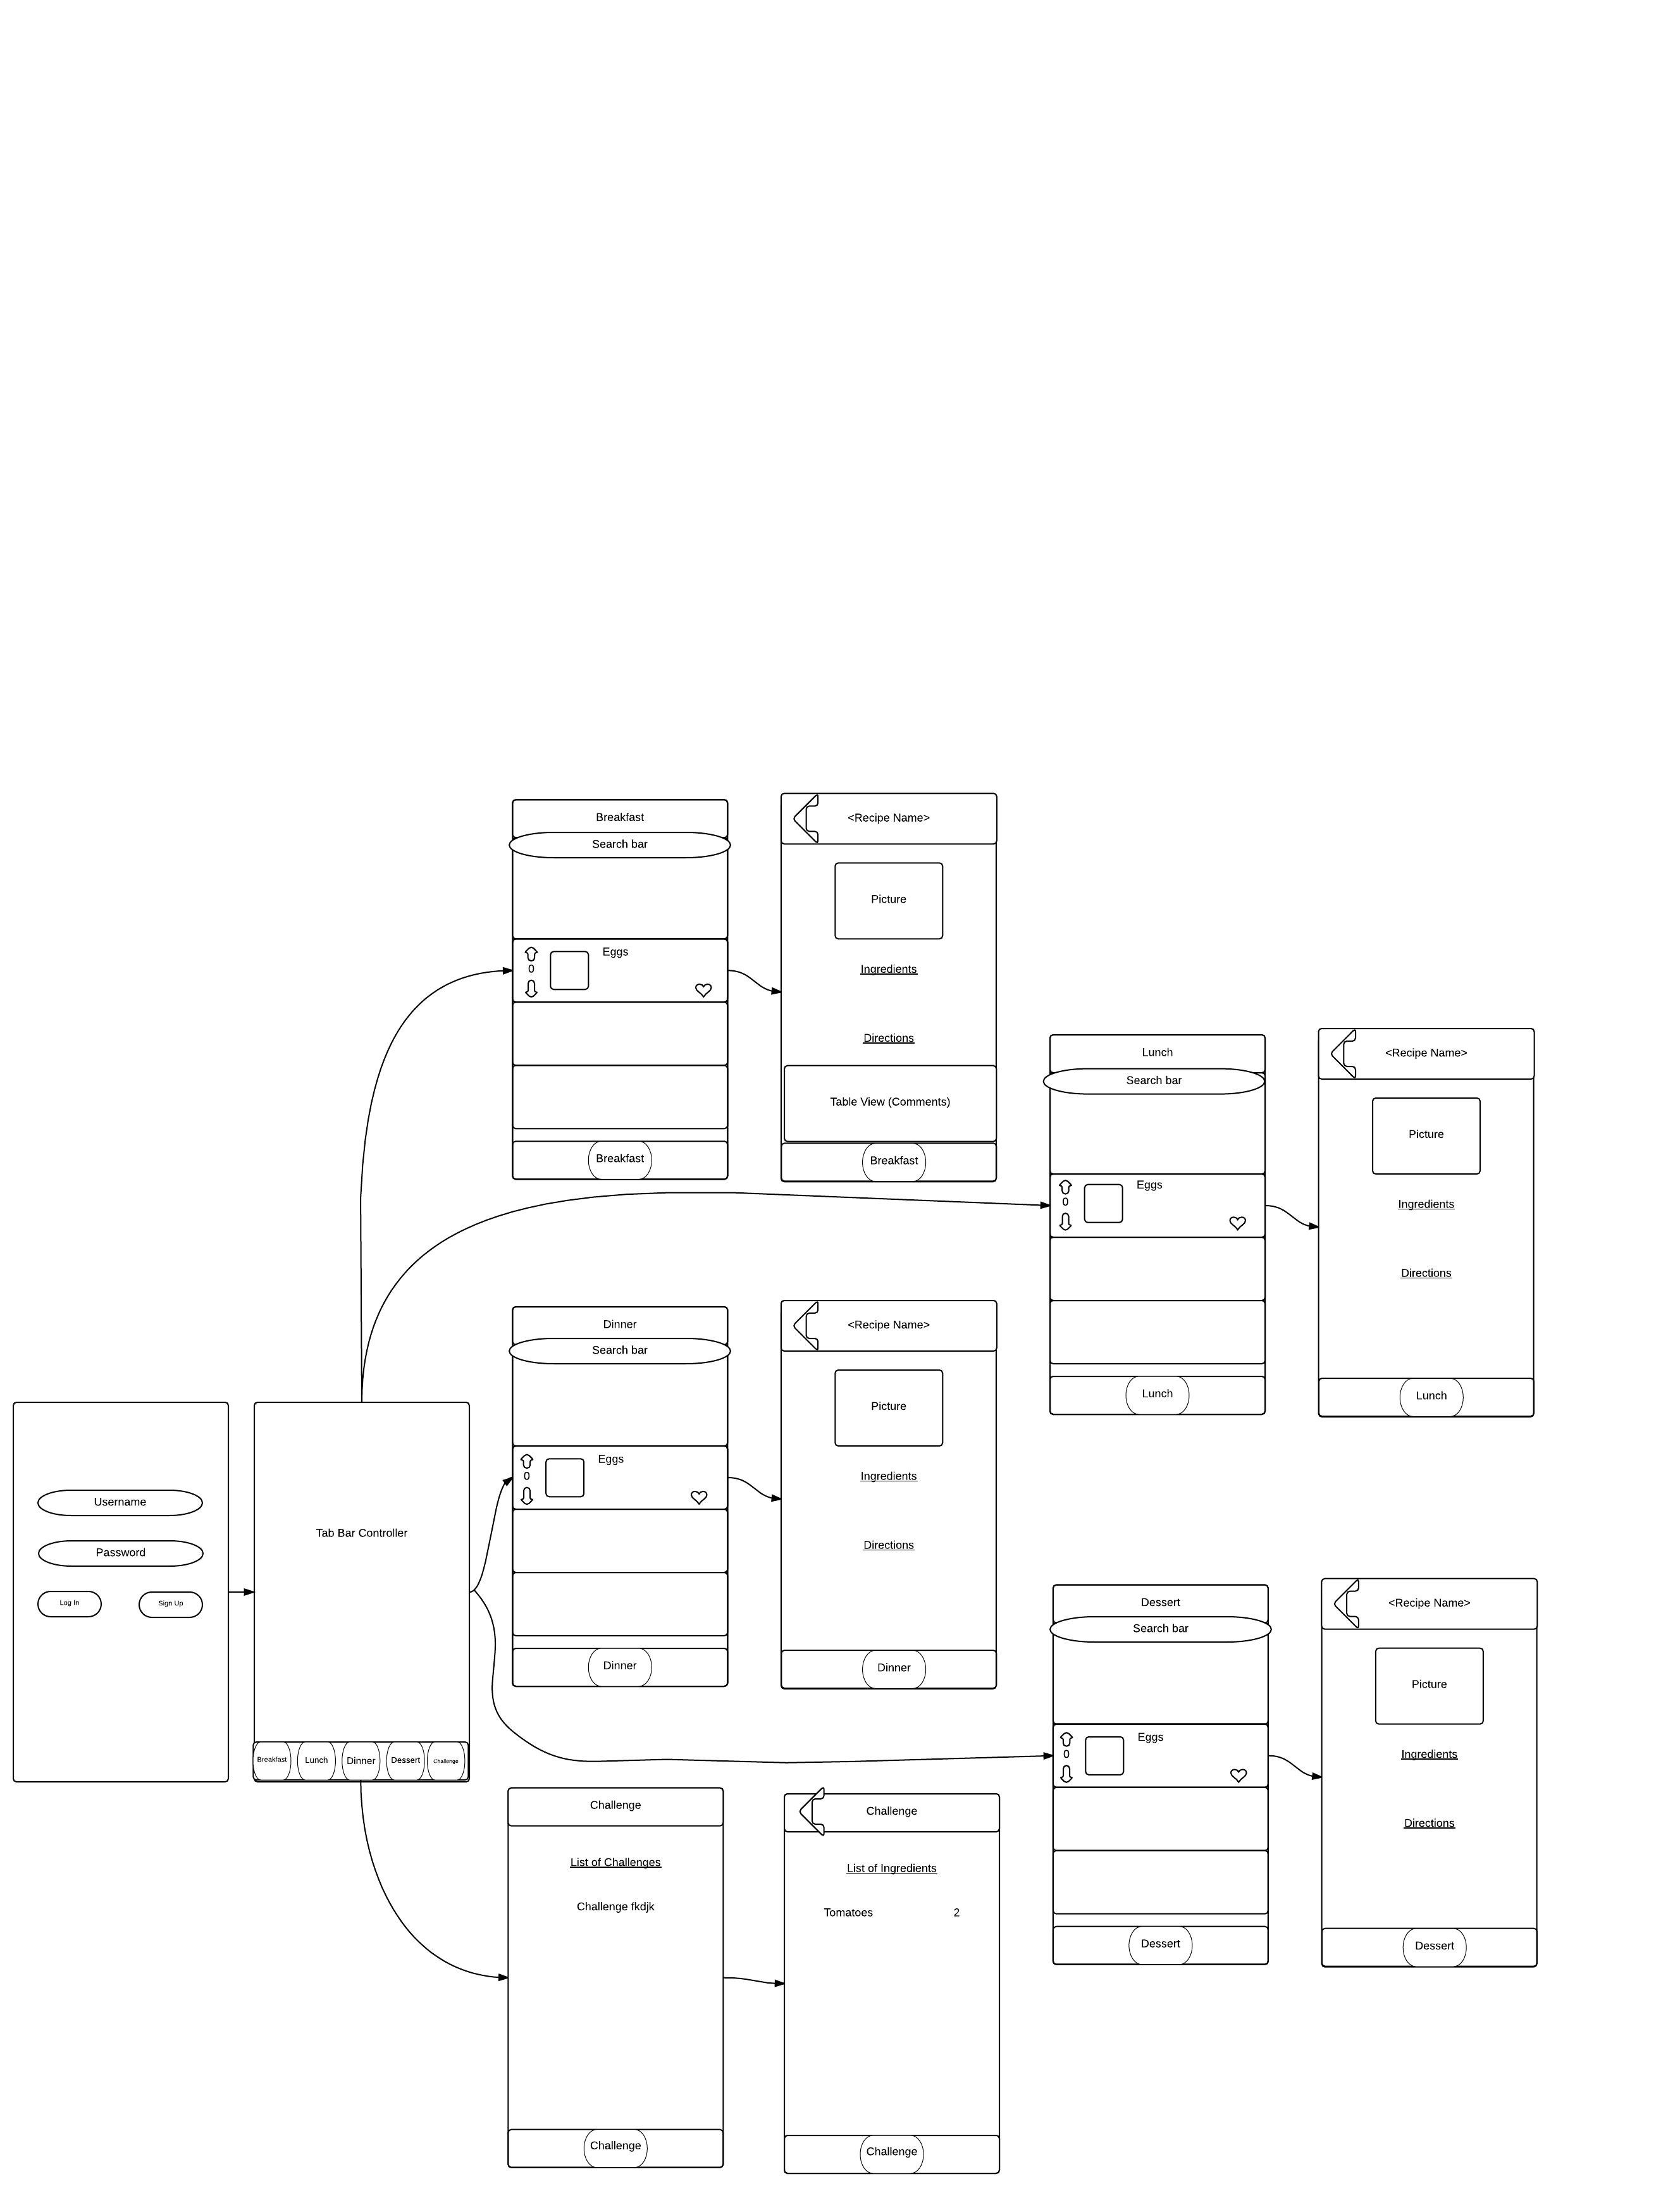 Breakfast
Search bar
Eggs
0
Breakfast
<Recipe Name>
Picture
Ingredients
Directions
Table View (Comments)
Breakfast
Lunch
Search bar
Eggs
0
Lunch
<Recipe Name>
Picture
Ingredients
Directions
Lunch
Username
Password
Log In
Sign Up
Tab Bar Controller
Breakfast
Lunch
Dinner
Dessert
Challenge
Dinner
Search bar
Eggs
0
Dinner
<Recipe Name>
Picture
Ingredients
Directions
Dinner
Dessert
Search bar
Eggs
0
Dessert
<Recipe Name>
Picture
Ingredients
Directions
Dessert
Challenge
List of Challenges
Challenge fkdjk
Challenge
Challenge
List of Ingredients
Tomatoes 2
Challenge